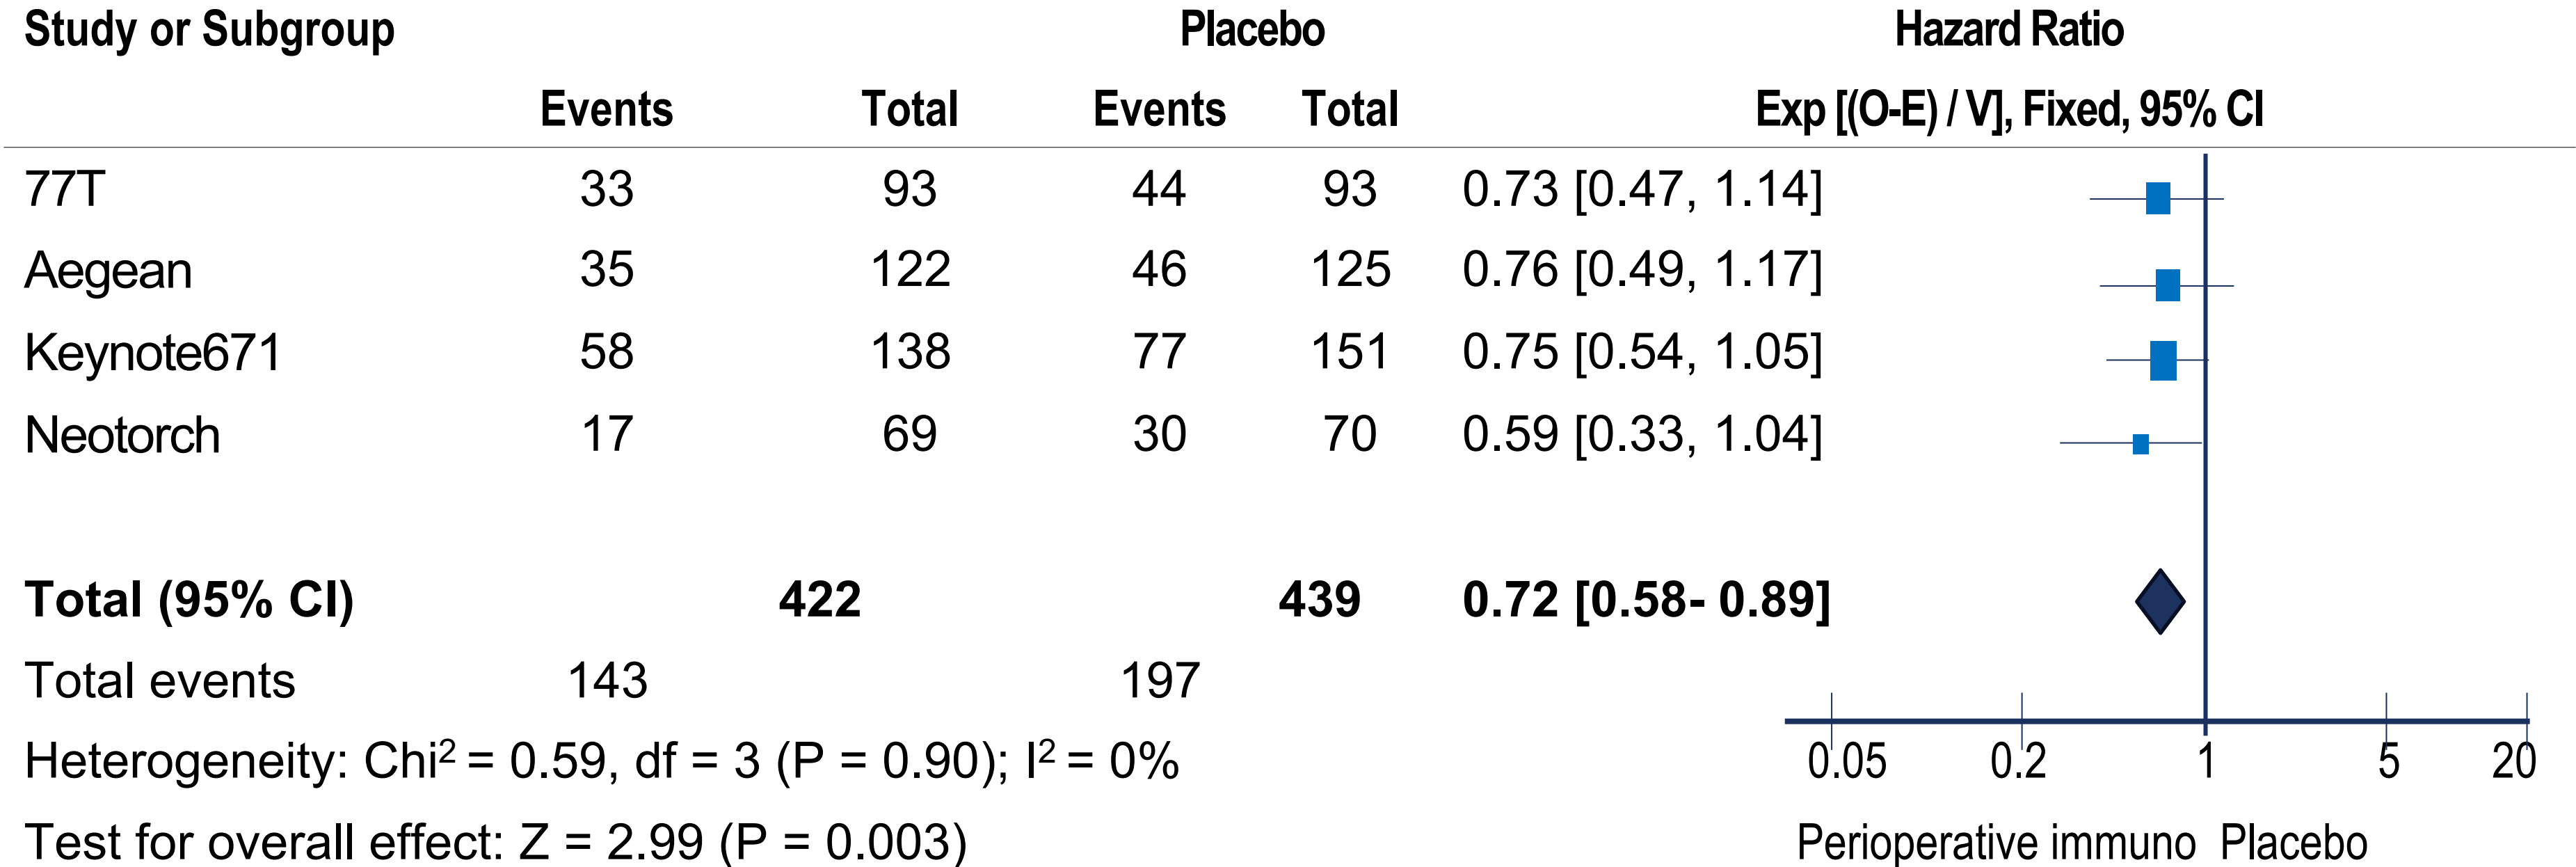 Study or Subgroup Placebo Hazard Ratio
Events Total Events Total Exp [(O-E) / V], Fixed, 95% CI
77T 33 93 44 93 0.73 [0.47, 1.14]
Aegean 35 122 46 125 0.76 [0.49, 1.17]
Keynote671 58 138 77 151 0.75 [0.54, 1.05]
Neotorch 17 69 30 70 0.59 [0.33, 1.04]
Total (95% CI) 422 439 0.72 [0.58- 0.89]
Total events 143 197
Heterogeneity: Chi² = 0.59, df = 3 (P = 0.90); I² = 0%
0.05 0.2 1 5 20
Test for overall effect: Z = 2.99 (P = 0.003)
Perioperative immuno Placebo